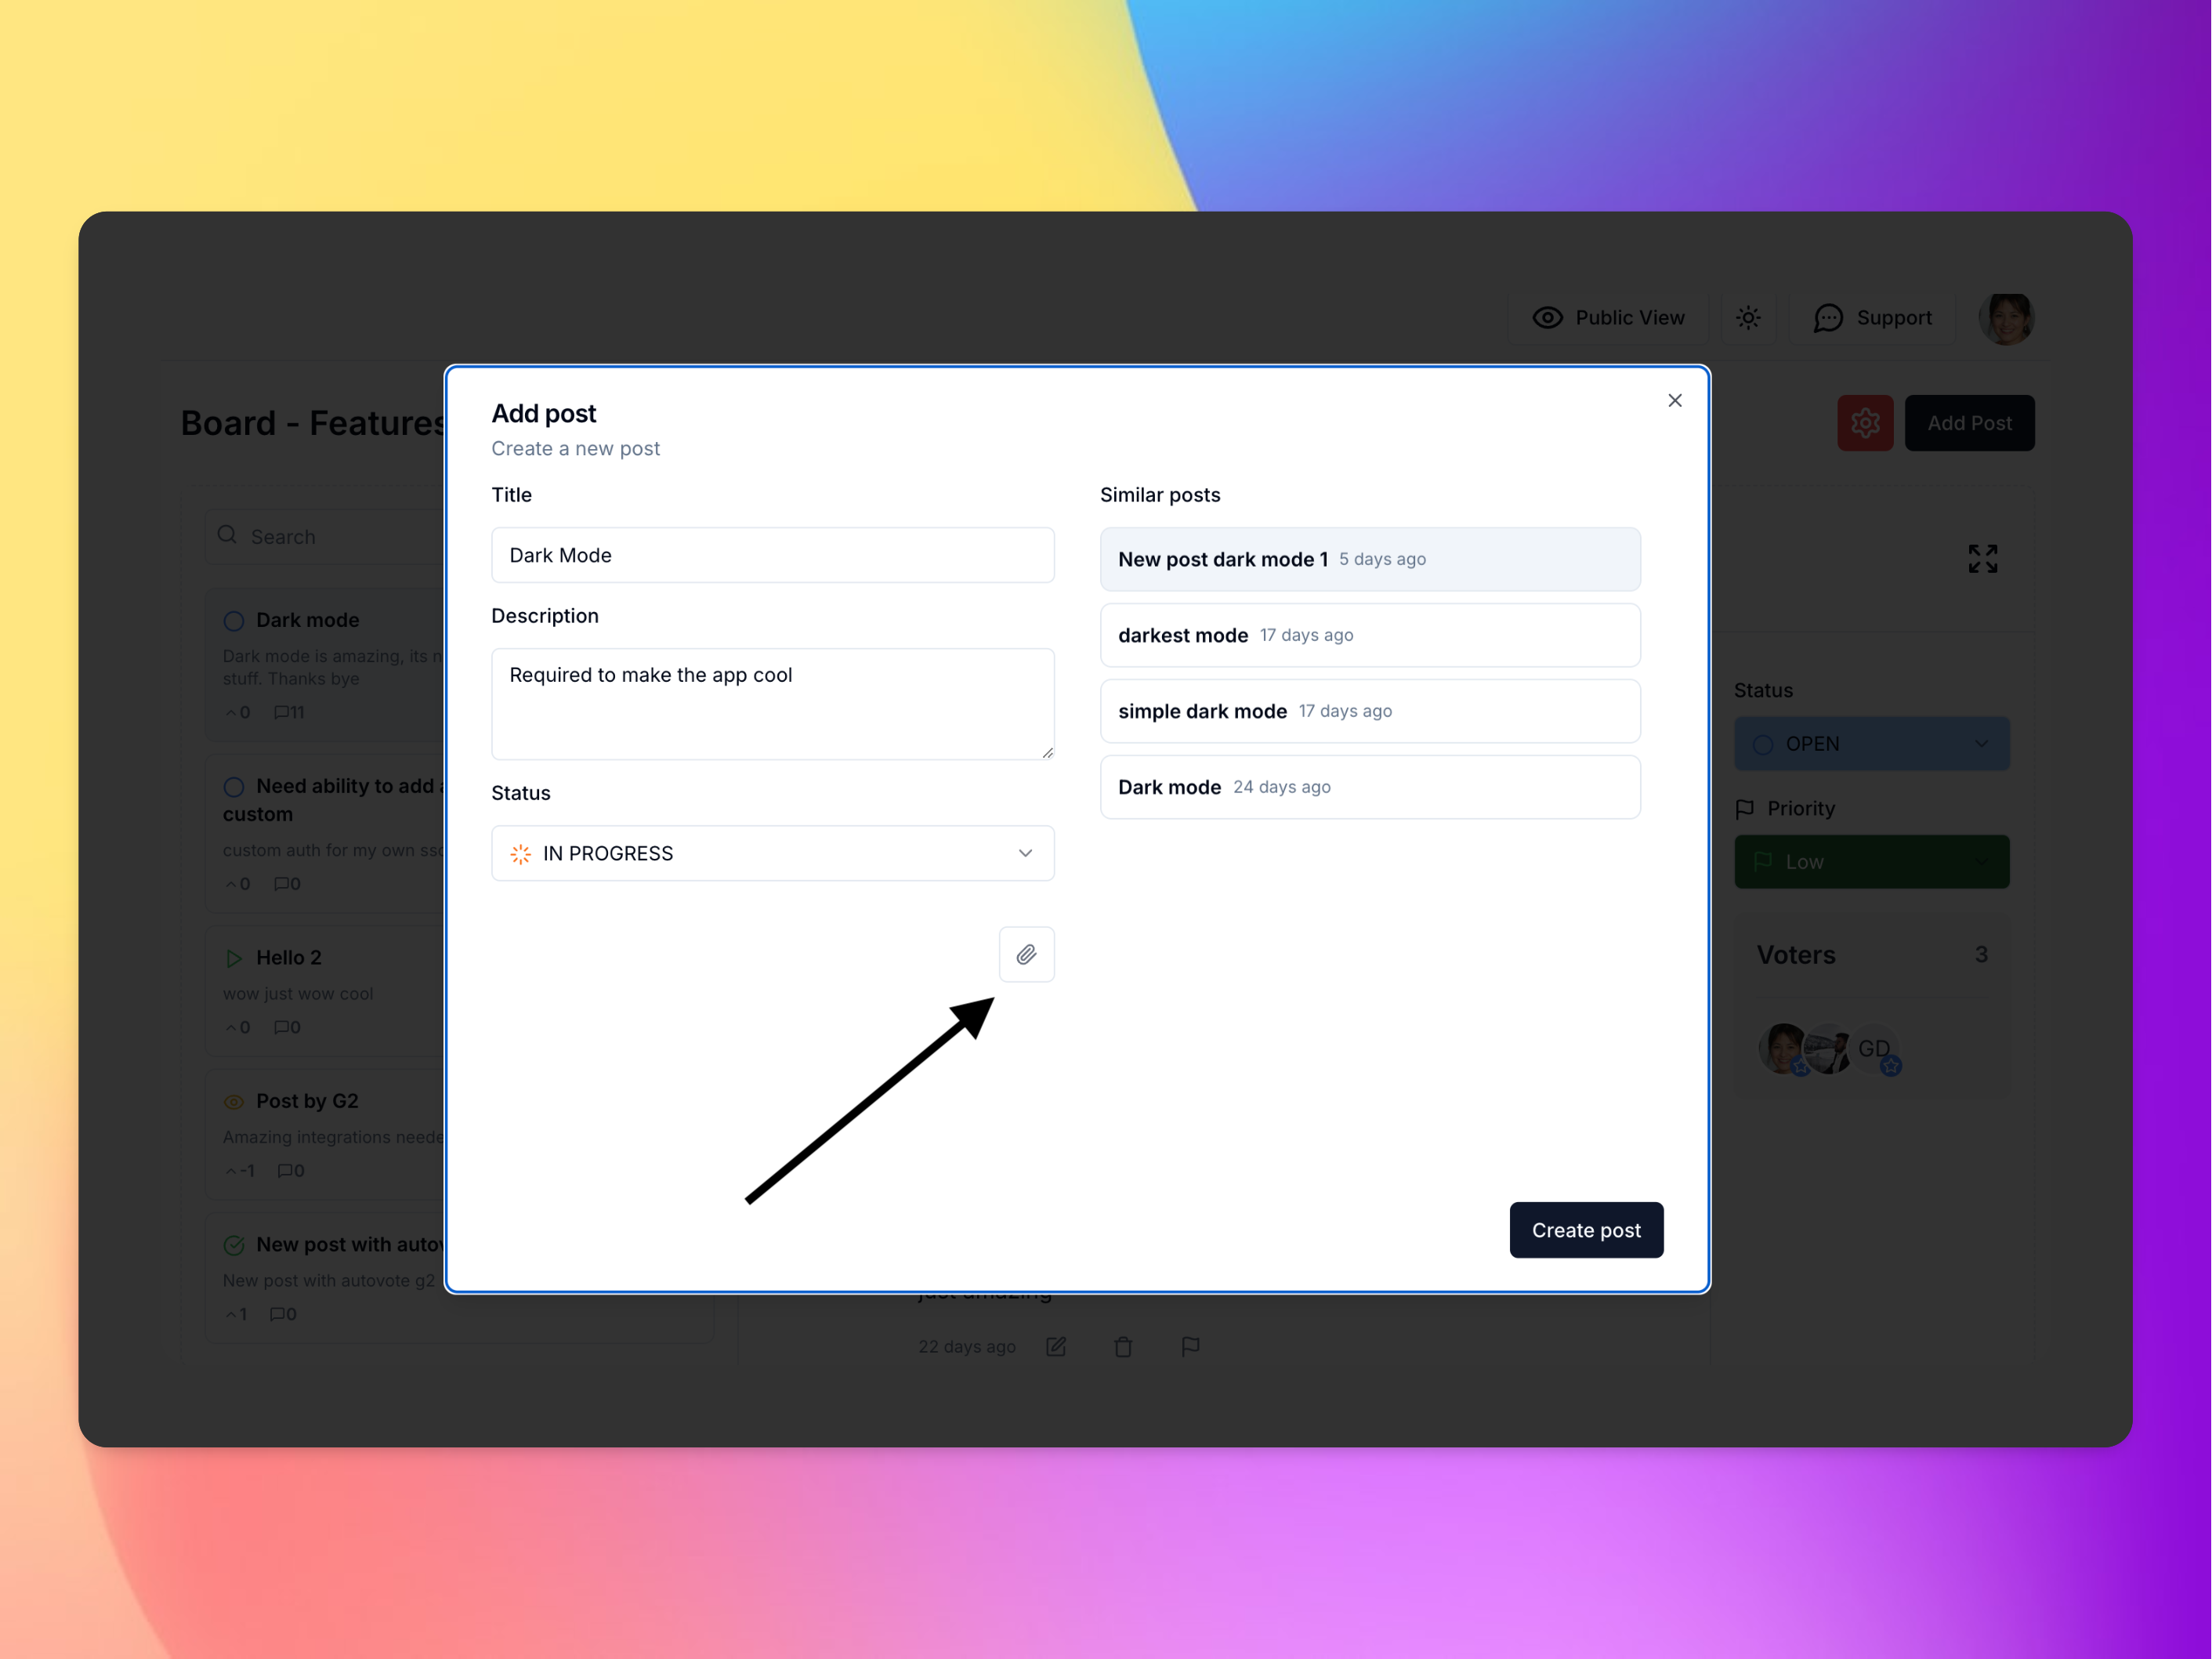 Public View
Support
Board - Features
Add Post
Search
Dark mode
Dark mode is amazing, its n
stuff. Thanks bye
0 11
Need ability to add a
custom
custom auth for my own sso
0 0
Hello 2
wow just wow cool
0 0
Post by G2
Amazing integrations neede
-1 0
New post with autov
New post with autovote g2
1 0
Add post
Create a new post
Title
Dark Mode
Description
Required to make the app cool
Status
IN PROGRESS
Similar posts
New post dark mode 1 5 days ago
darkest mode 17 days ago
simple dark mode 17 days ago
Dark mode 24 days ago
Create post
just amazing
22 days ago
Status
OPEN
Priority
Low
Voters 3
GD